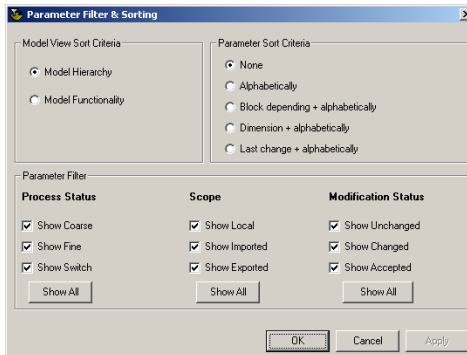 Parameter Filter & Sorting
Model View Sort Criteria
Model Hierarchy
Model Functionality
Parameter Sort Criteria
None
Alphabetically
Block depending + alphabetically
Dimension + alphabetically
Last change + alphabetically
Parameter Filter
Process Status Scope Modification Status
Show Coarse Show Local Show Unchanged
Show Fine Show Imported Show Changed
Show Switch Show Exported Show Accepted
Show All Show All Show All
OK Cancel Apply